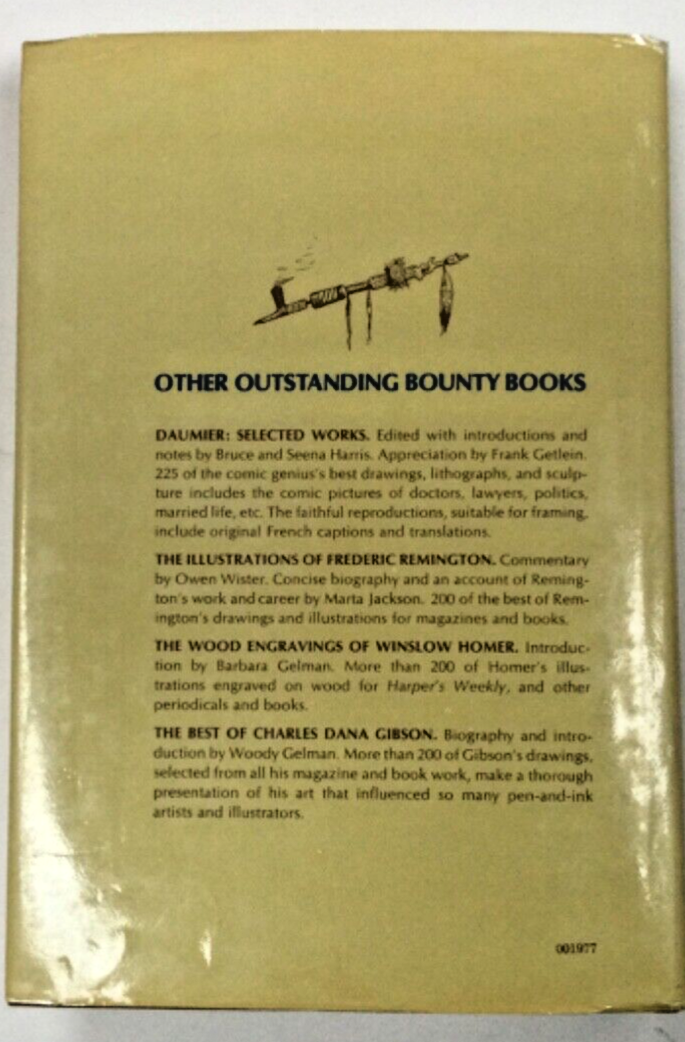 OTHER OUTSTANDING BOUNTY BOOKS
DAUMIER: SELECTED WORKS. Edited with introductions and
notes by Bruce and Seena Harris. Appreciation by Frank Getlein.
225 of the comic genius's best drawings, lithographs, and sculp-
ture includes the comic pictures of doctors, lawyers, politics,
married life, etc. The faithful reproductions, suitable for framing,
include original French captions and translations.
THE ILLUSTRATIONS OF FREDERIC REMINGTON. Commentary
by Owen Wister. Concise biography and an account of Reming-
ton's work and career by Marta Jackson. 200 of the best of Rem-
ington's drawings and illustrations for magazines and books.
THE WOOD ENGRAVINGS OF WINSLOW HOMER. Introduc-
tion by Barbara Gelman. More than 200 of Homer's illus-
trations engraved on wood for Harper's Weekly, and other
periodicals and books.
THE BEST OF CHARLES DANA GIBSON. Biography and intro-
duction by Woody Gelman. More than 200 of Gibson's drawings,
selected from all his magazine and book work, make a thorough
presentation of his art that influenced so many pen-and-ink
artists and illustrators.
001977